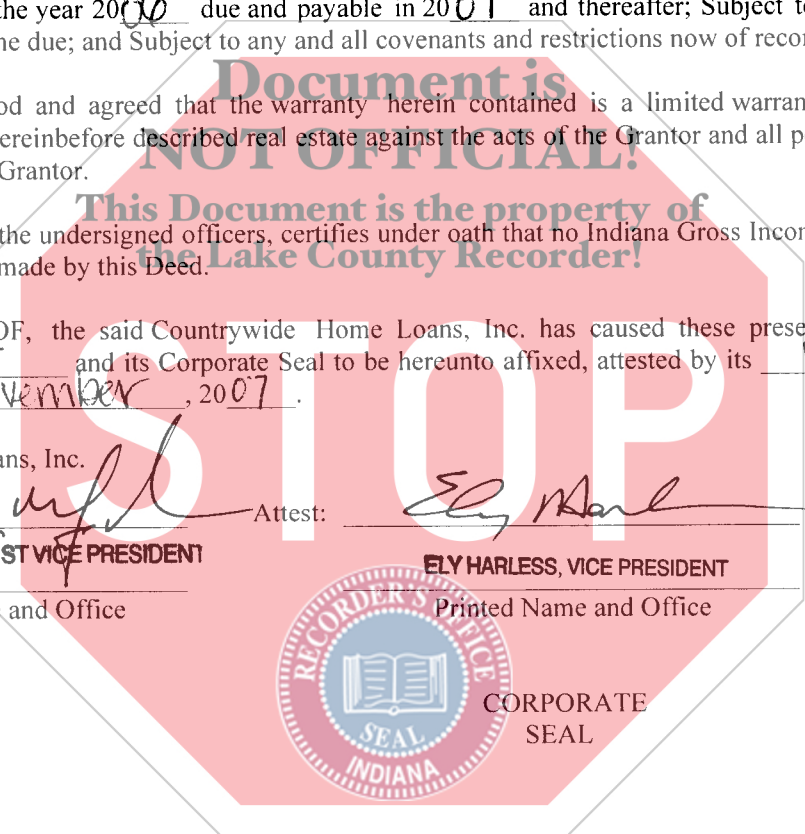 the year 2006 due and payable in 2007 and thereafter; Subject to
ne due; and Subject to any and all covenants and restrictions now of recor
Document is
od and agreed that the warranty herein contained is a limited warran
NOT OFFICIAL!
ereinbefore described real estate against the acts of the Grantor and all p
Grantor.
This Document is the property of
the undersigned officers, certifies under oath that no Indiana Gross Incom
the Lake County Recorder!
made by this Deed.
OF, the said Countrywide Home Loans, Inc. has caused these prese
and its Corporate Seal to be hereunto affixed, attested by its
vember, 2007.
STOP
ans, Inc.
Attest:
ST VICE PRESIDENT
ELY HARLESS, VICE PRESIDENT
and Office
Printed Name and Office
RECORDER'S OFFICE
SEAL
INDIANA
CORPORATE
SEAL